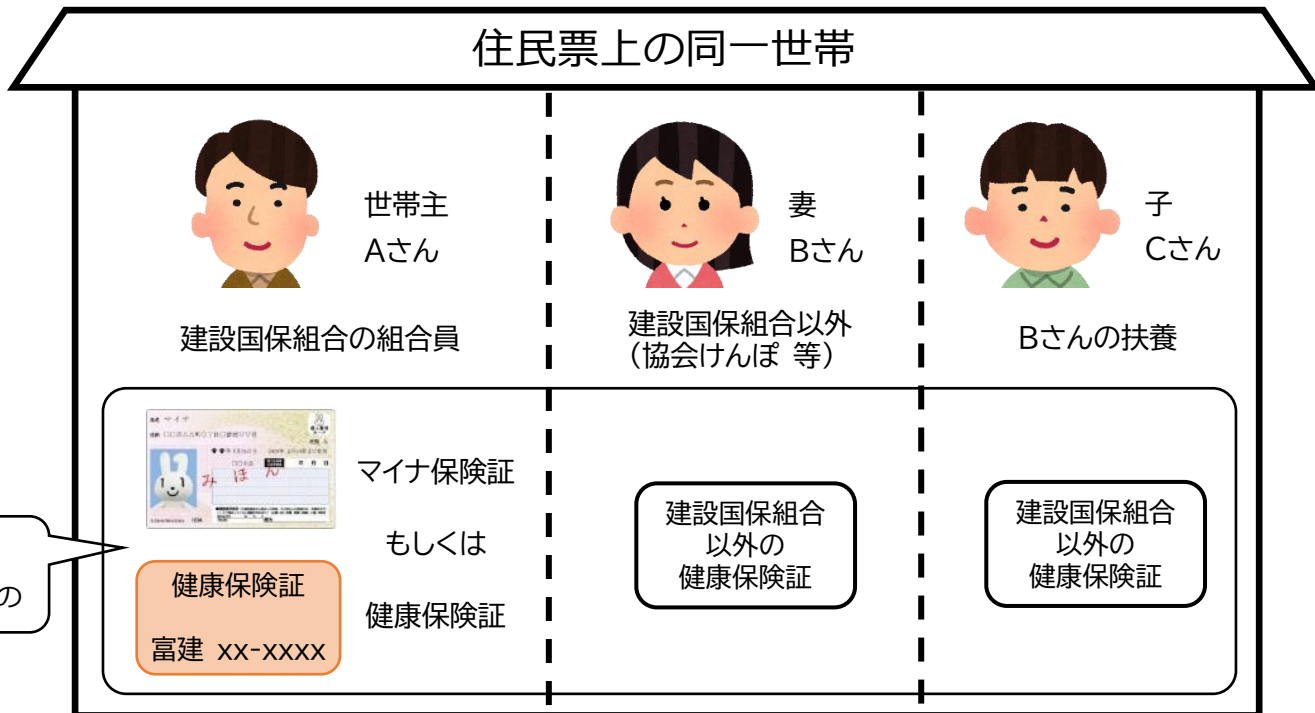 住民票上の同一世帯
世帯主
Aさん
妻
Bさん
子
Cさん
建設国保組合の組合員
建設国保組合以外
（協会けんぽ 等）
Bさんの扶養
みほん
マイナ保険証
もしくは
健康保険証
健康保険証
富建 xx-xxxx
建設国保組合
以外の
健康保険証
建設国保組合
以外の
健康保険証
の